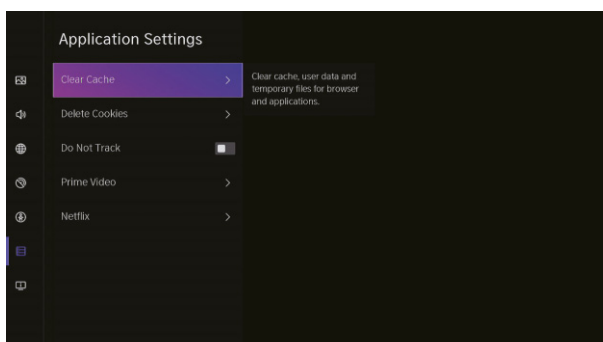 Application Settings
Clear Cache
Clear cache, user data and
temporary files for browser
and applications.
Delete Cookies
Do Not Track
Prime Video
Netflix